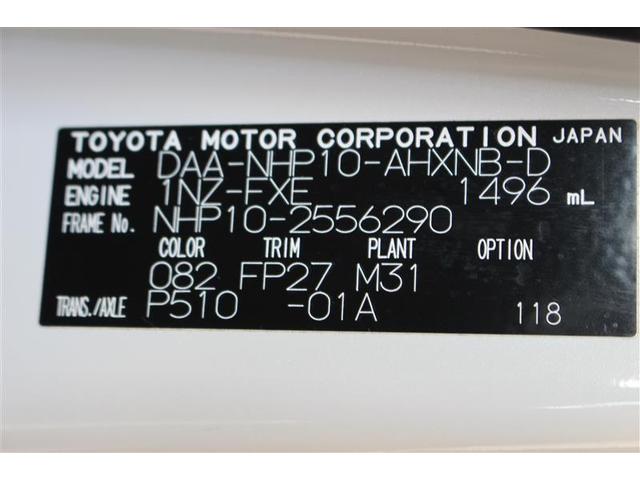 TOYOTA MOTOR CORPORATION JAPAN
MODEL DAA-NHP10-AHXNB-D
ENGINE 1NZ-FXE 1496 mL
FRAME No. NHP10-2556290
COLOR TRIM PLANT OPTION
082 FP27 M31
TRANS./AXLE P510 -01A 118